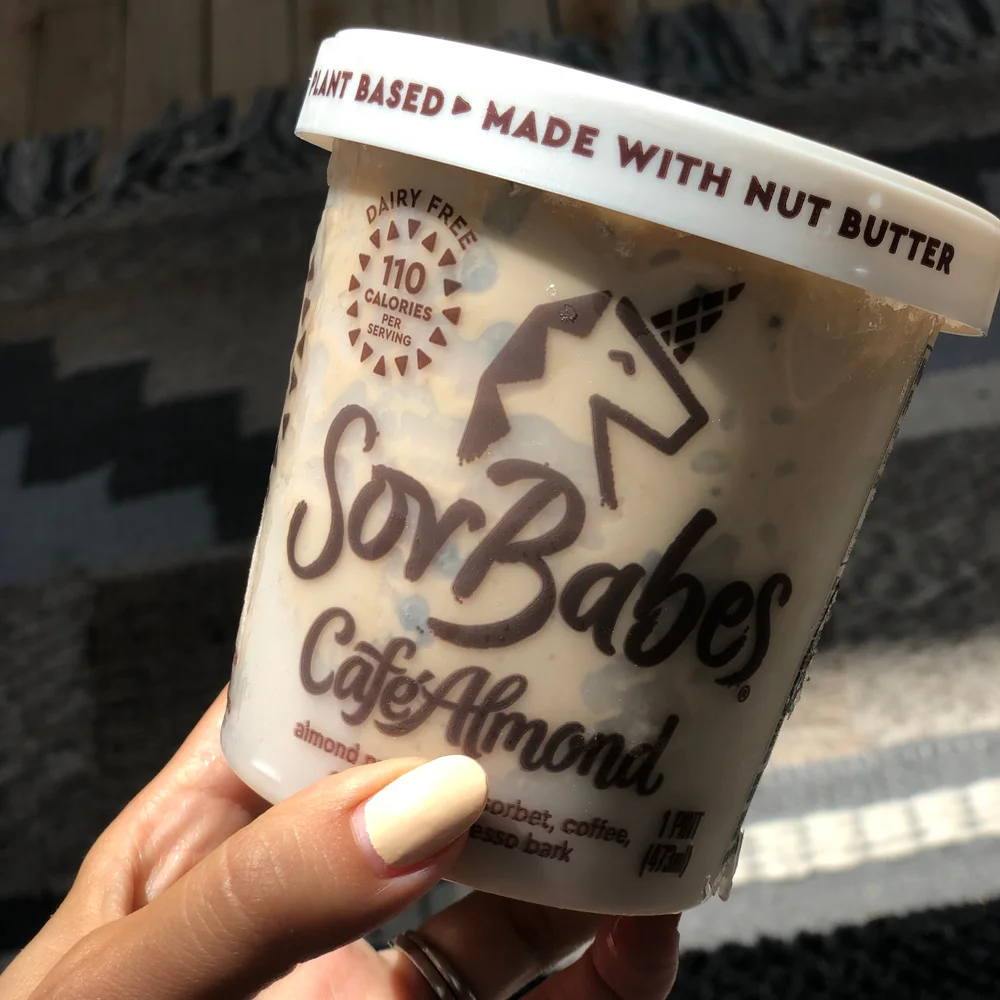 PLANT BASED ▸ MADE WITH NUT BUTTER
DAIRY FREE
110
CALORIES
PER
SERVING
SorBabes®
CaféAlmond
almond
sorbet, coffee,
bark
1 PINT
(473ml)